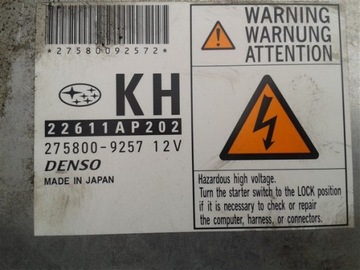 *27580092572*
KH
22611AP202
275800-9257 12V
DENSO
MADE IN JAPAN
WARNING
WARNUNG
ATTENTION
Hazardous high voltage.
Turn the starter switch to the LOCK position
if it is necessary to check or repair
the computer, harness, or connectors.